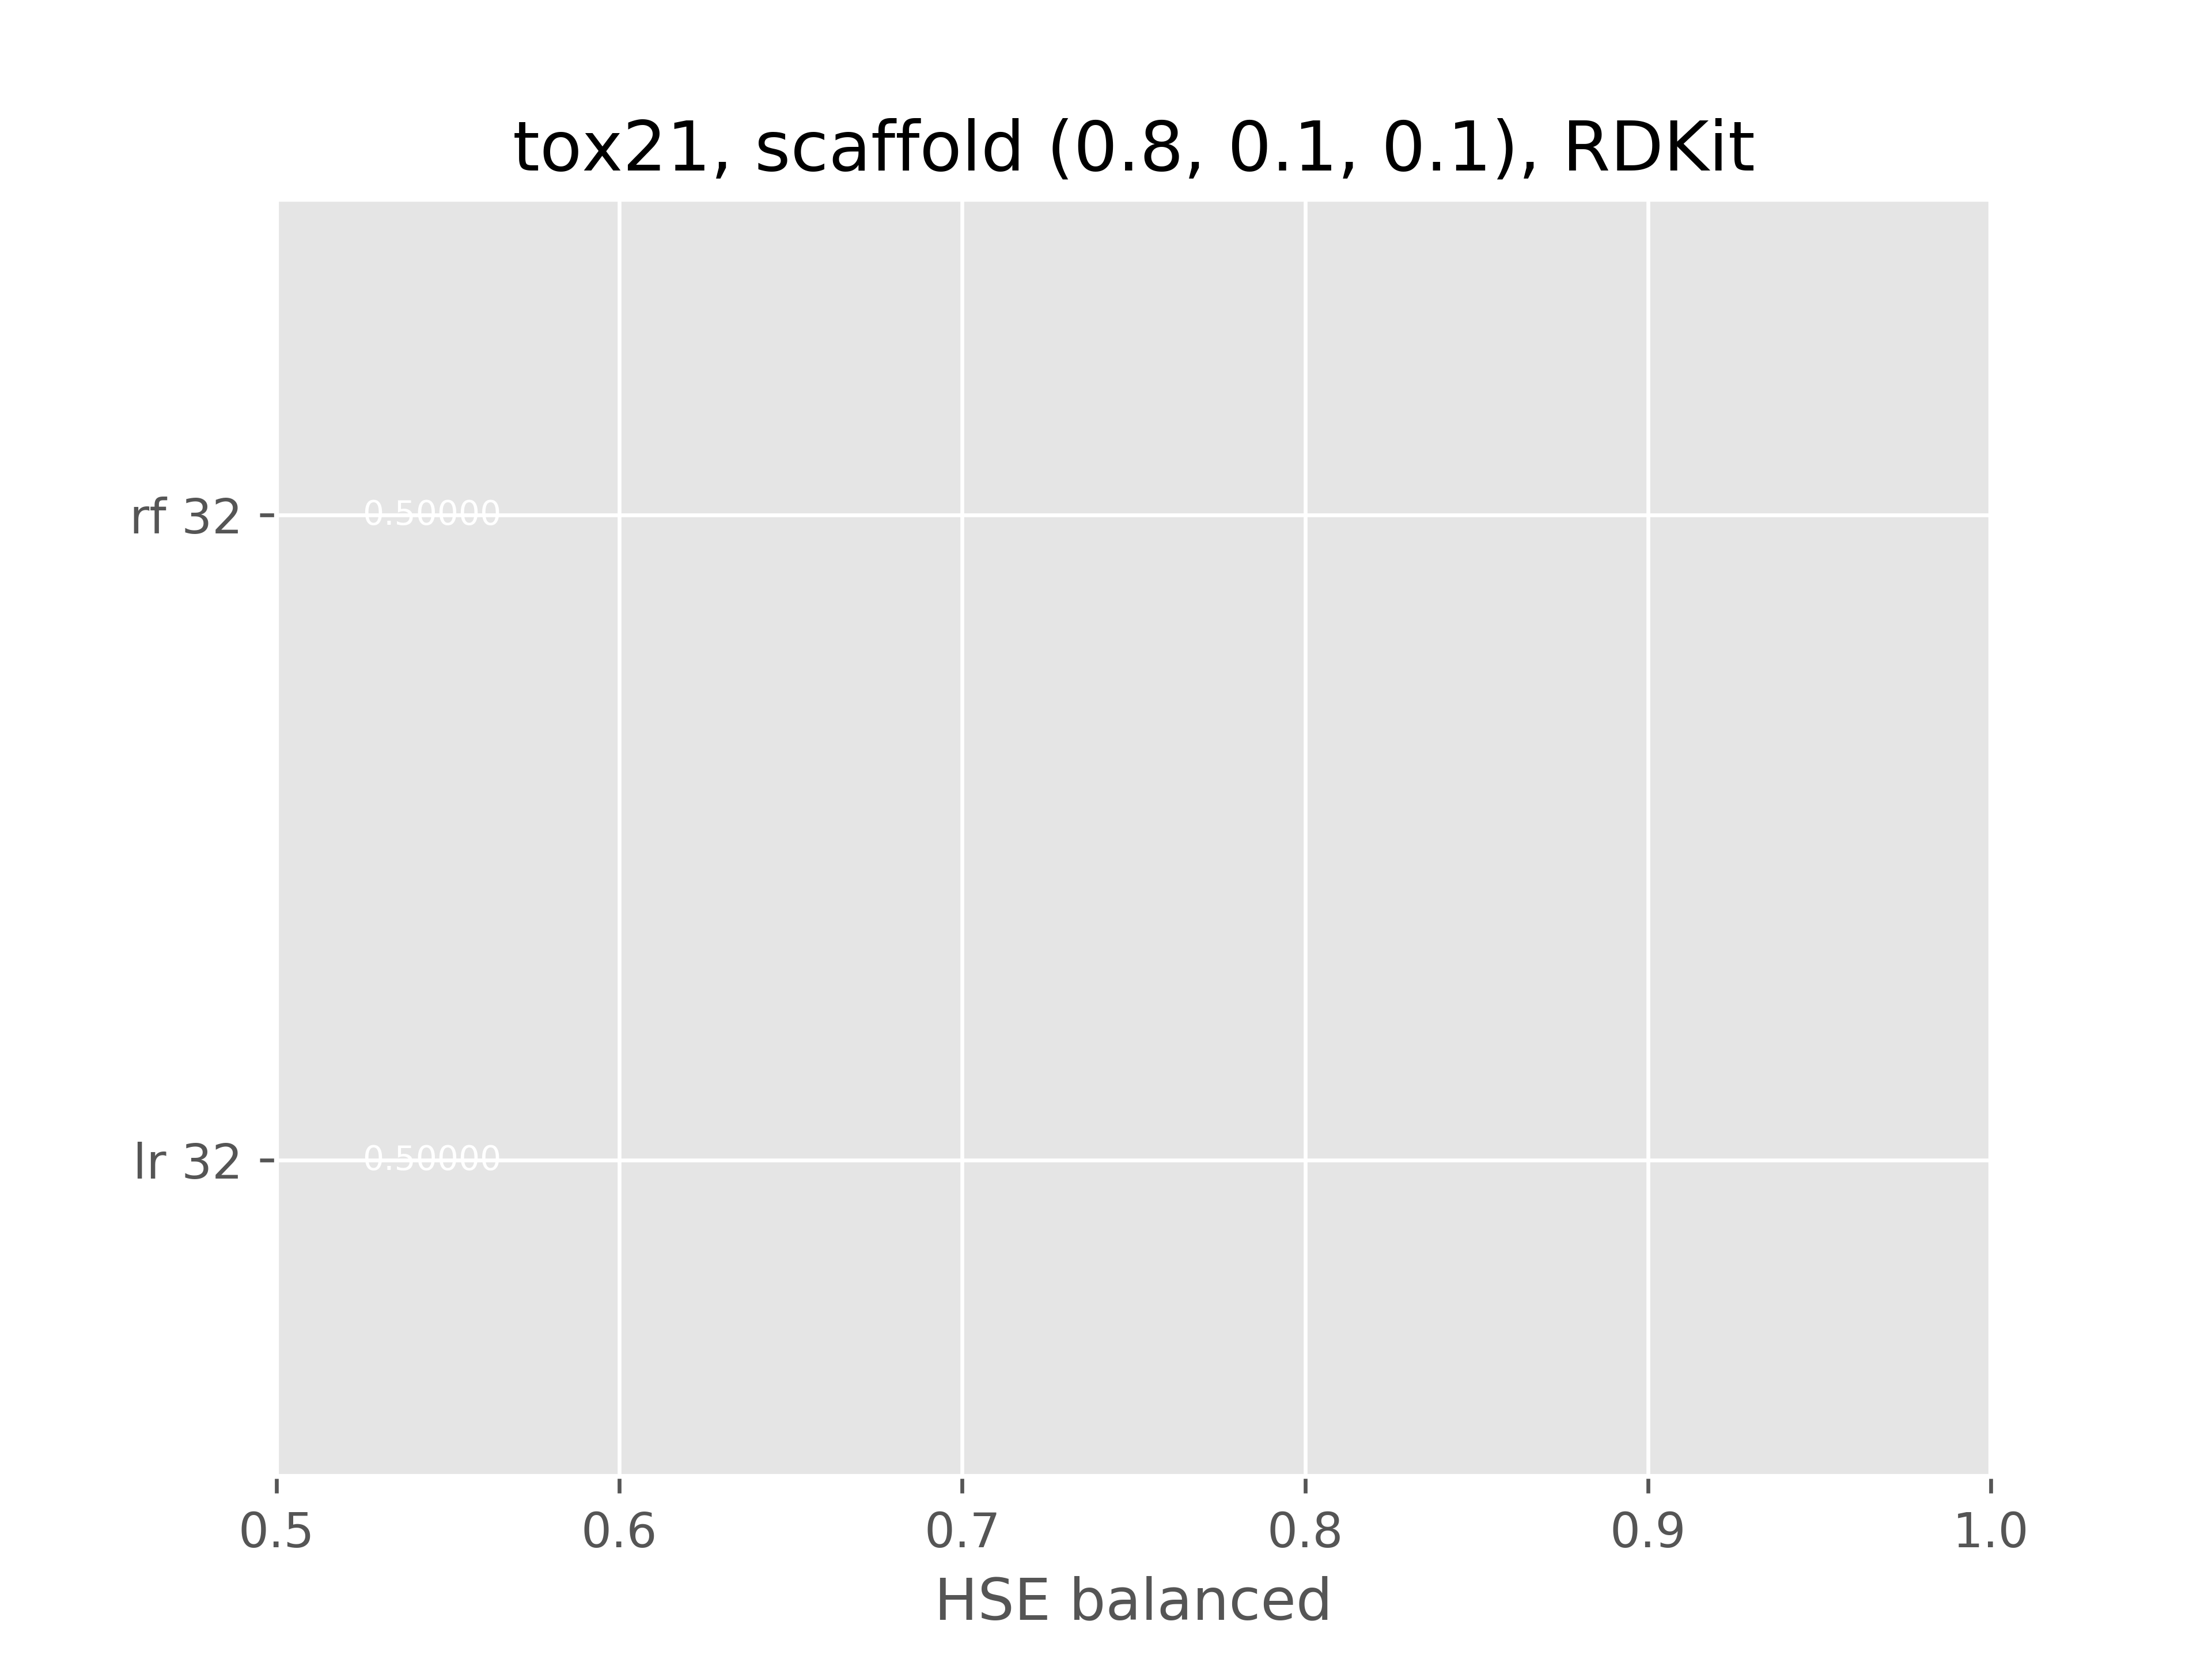 tox21, scaffold (0.8, 0.1, 0.1), RDKit
rf 32
0.50000
lr 32
0.50000
0.5 0.6 0.7 0.8 0.9 1.0
HSE balanced